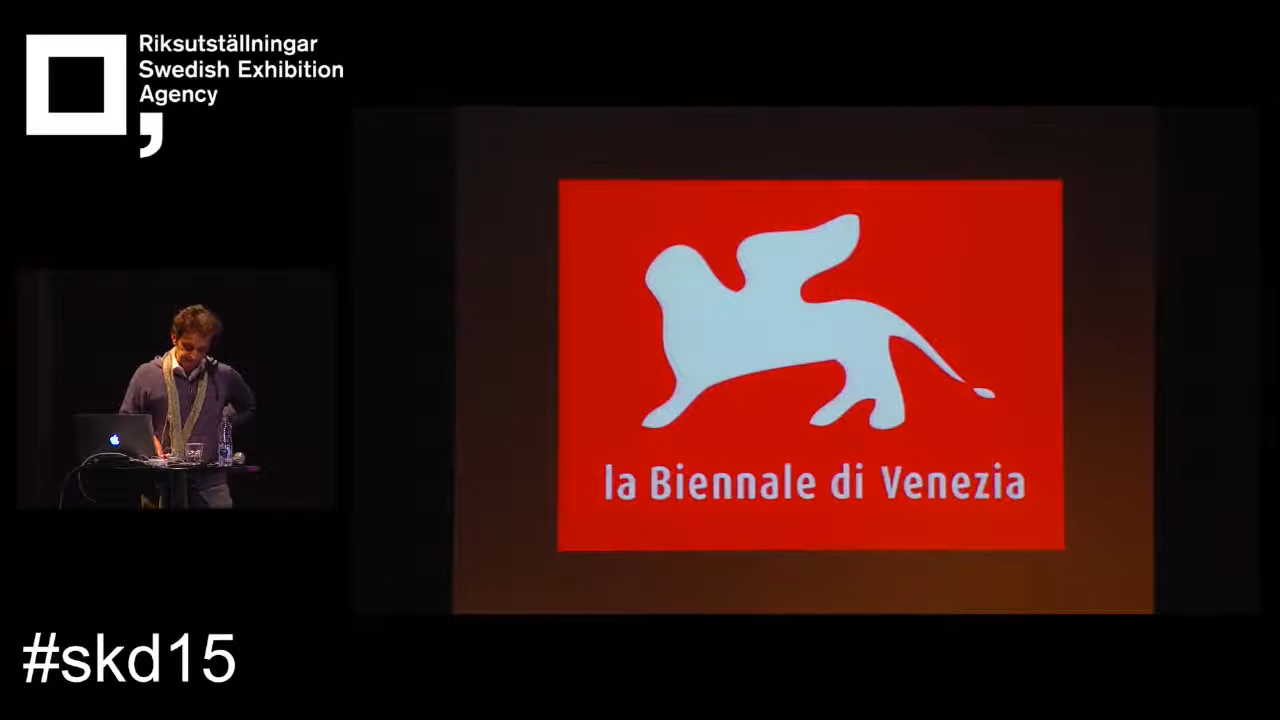 Riksutställningar
Swedish Exhibition
Agency
la Biennale di Venezia
#skd15